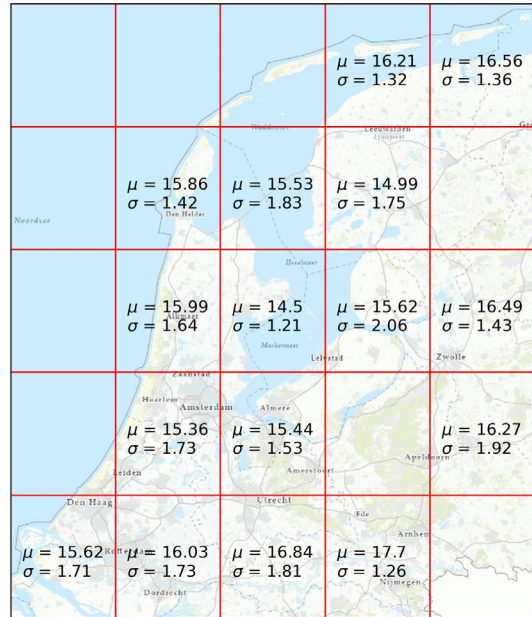 μ = 16.21
σ = 1.32
μ = 16.56
σ = 1.36
Waddenzee
Leeuwarden
Ljouwert
μ = 15.86
σ = 1.42
μ = 15.53
σ = 1.83
μ = 14.99
σ = 1.75
Den Helder
Noordzee
IJsselmeer
μ = 15.99
σ = 1.64
μ = 14.5
σ = 1.21
μ = 15.62
σ = 2.06
μ = 16.49
σ = 1.43
Alkmaar
Markermeer
Lelystad
Zwolle
Zaanstad
Haarlem
Amsterdam
Almere
μ = 15.36
σ = 1.73
μ = 15.44
σ = 1.53
μ = 16.27
σ = 1.92
Apeldoorn
Leiden
Amersfoort
Den Haag
Utrecht
Ede
Arnhem
μ = 15.62
σ = 1.71
μ = 16.03
σ = 1.73
μ = 16.84
σ = 1.81
μ = 17.7
σ = 1.26
Nijmegen
Dordrecht